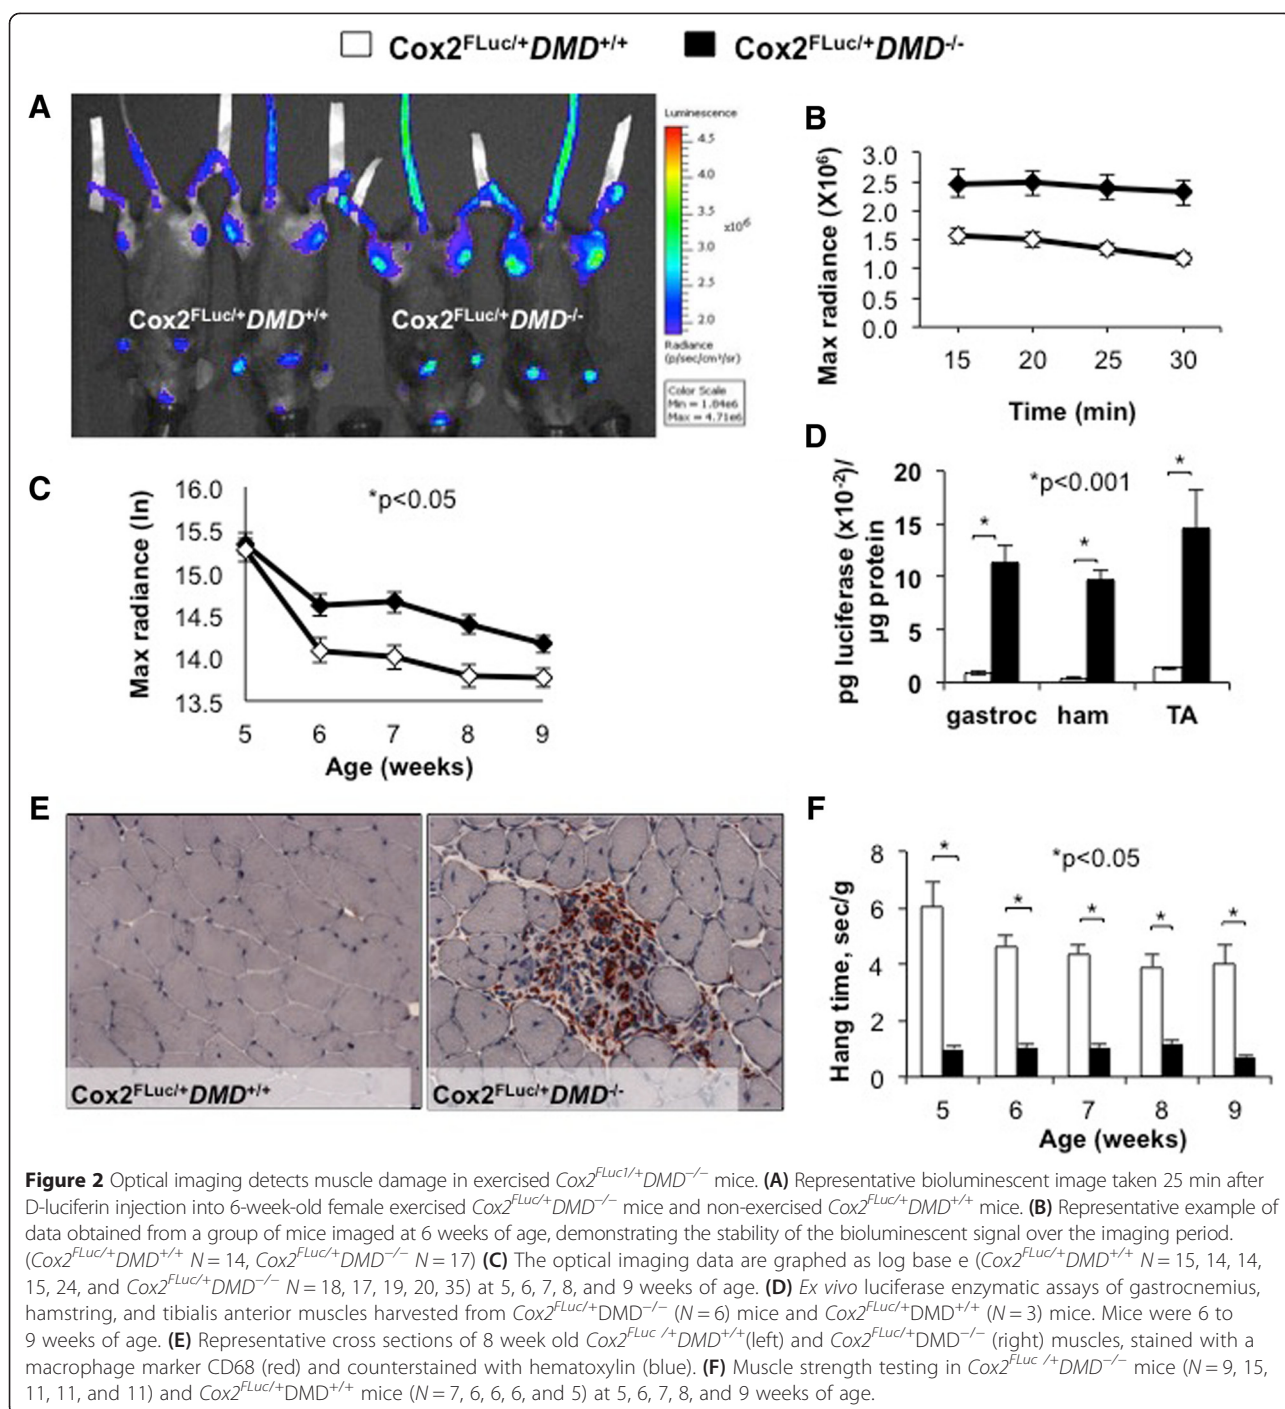 Cox2FLuc/+DMD+/+ Cox2FLuc/+DMD-/-
A
Cox2FLuc/+DMD+/+ Cox2FLuc/+DMD-/-
Luminescence
4.5
4.0
3.5
x10⁶
3.0
2.5
2.0
Radiance
(p/sec/cm²/sr)
Color Scale
Min = 1.84e6
Max = 4.71e6
B
Max radiance (X10⁶)
3.0
2.5
2.0
1.5
1.0
0.5
0.0
15 20 25 30
Time (min)
C
Max radiance (ln)
16.0
15.5
15.0
14.5
14.0
13.5
*p<0.05
5 6 7 8 9
Age (weeks)
D
pg luciferase (x10⁻²)/
µg protein
20
15
10
5
0
*p<0.001
* * *
gastroc ham TA
E
Cox2FLuc/+DMD+/+ Cox2FLuc/+DMD-/-
F
Hang time, sec/g
8
6
4
2
0
*p<0.05
* * * * *
5 6 7 8 9
Age (weeks)
Figure 2 Optical imaging detects muscle damage in exercised Cox2FLuc1/+DMD−/− mice. (A) Representative bioluminescent image taken 25 min after
D-luciferin injection into 6-week-old female exercised Cox2FLuc/+DMD−/− mice and non-exercised Cox2FLuc/+DMD+/+ mice. (B) Representative example of
data obtained from a group of mice imaged at 6 weeks of age, demonstrating the stability of the bioluminescent signal over the imaging period.
(Cox2FLuc/+DMD+/+ N = 14, Cox2FLuc/+DMD−/− N = 17) (C) The optical imaging data are graphed as log base e (Cox2FLuc/+DMD+/+ N = 15, 14, 14,
15, 24, and Cox2FLuc/+DMD−/− N = 18, 17, 19, 20, 35) at 5, 6, 7, 8, and 9 weeks of age. (D) Ex vivo luciferase enzymatic assays of gastrocnemius,
hamstring, and tibialis anterior muscles harvested from Cox2FLuc/+DMD−/− (N = 6) mice and Cox2FLuc/+DMD+/+ (N = 3) mice. Mice were 6 to
9 weeks of age. (E) Representative cross sections of 8 week old Cox2FLuc /+DMD+/+(left) and Cox2FLuc/+DMD−/− (right) muscles, stained with a
macrophage marker CD68 (red) and counterstained with hematoxylin (blue). (F) Muscle strength testing in Cox2FLuc /+DMD−/− mice (N = 9, 15,
11, 11, and 11) and Cox2FLuc/+DMD+/+ mice (N = 7, 6, 6, 6, and 5) at 5, 6, 7, 8, and 9 weeks of age.